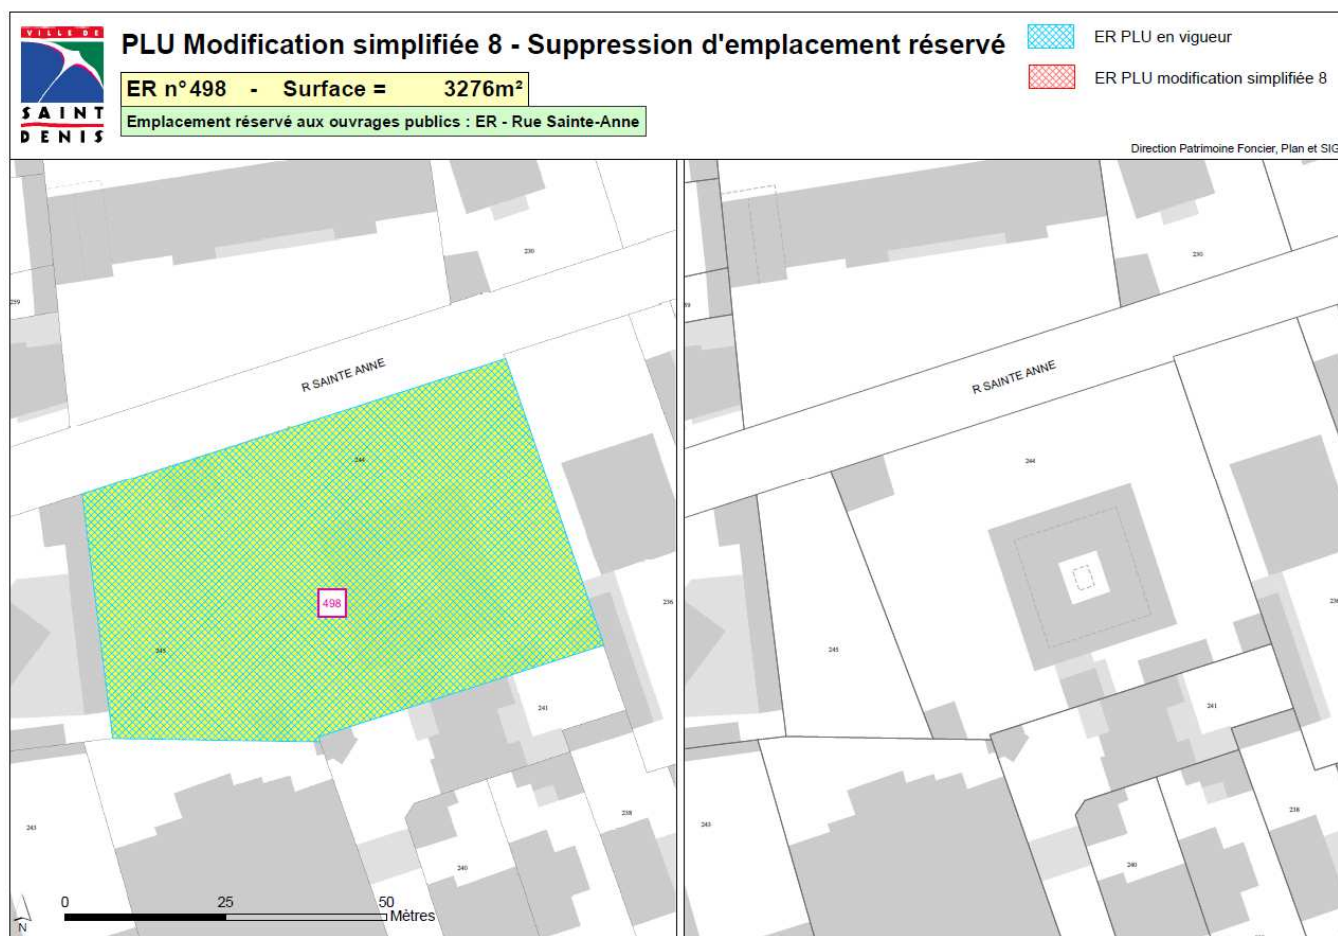 VILLE DE
SAINT
DENIS
PLU Modification simplifiée 8 - Suppression d'emplacement réservé
ER n°498 - Surface = 3276m²
Emplacement réservé aux ouvrages publics : ER - Rue Sainte-Anne
ER PLU en vigueur
ER PLU modification simplifiée 8
Direction Patrimoine Foncier, Plan et SIG
230
R SAINTE ANNE
244
498
236
241
243
238
240
0 25 50
Mètres
N
230
R SAINTE ANNE
244
245
241
243
238
240